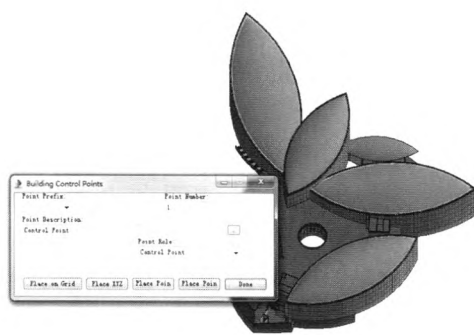 Building Control Points
Point Prefix: Point Number:
1
Point Description:
Control Point ...
Point Role
Control Point
Place on Grid Place XYZ Place Poin Place Poin Done